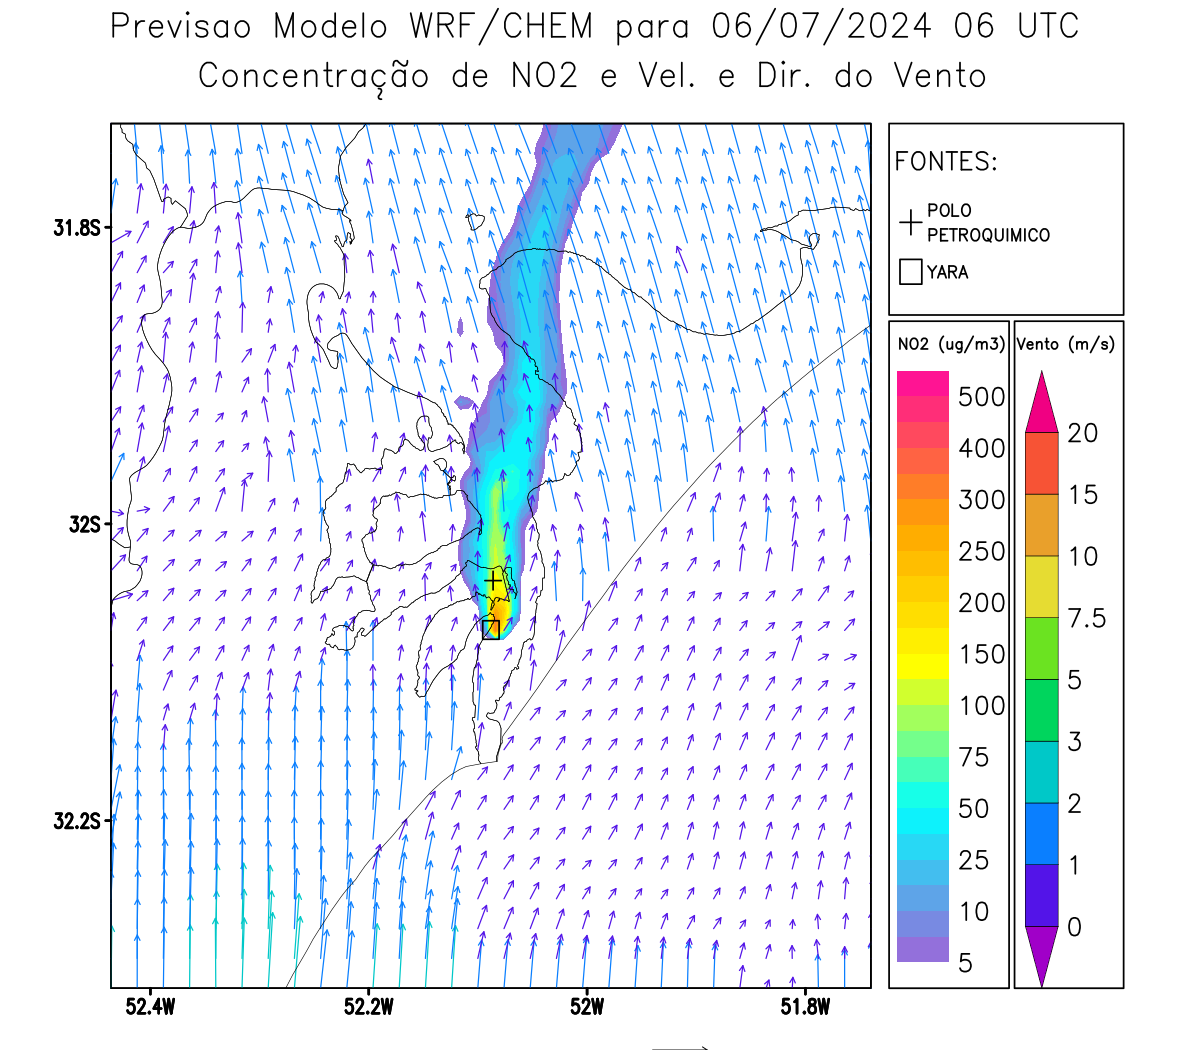 Previsao Modelo WRF/CHEM para 06/07/2024 06 UTC
Concentração de NO2 e Vel. e Dir. do Vento
FONTES:
POLO
PETROQUIMICO
YARA
NO2 (ug/m3)
500
400
300
250
200
150
100
75
50
25
10
5
Vento (m/s)
20
15
10
7.5
5
3
2
1
0
31.8S
32S
32.2S
52.4W
52.2W
52W
51.8W